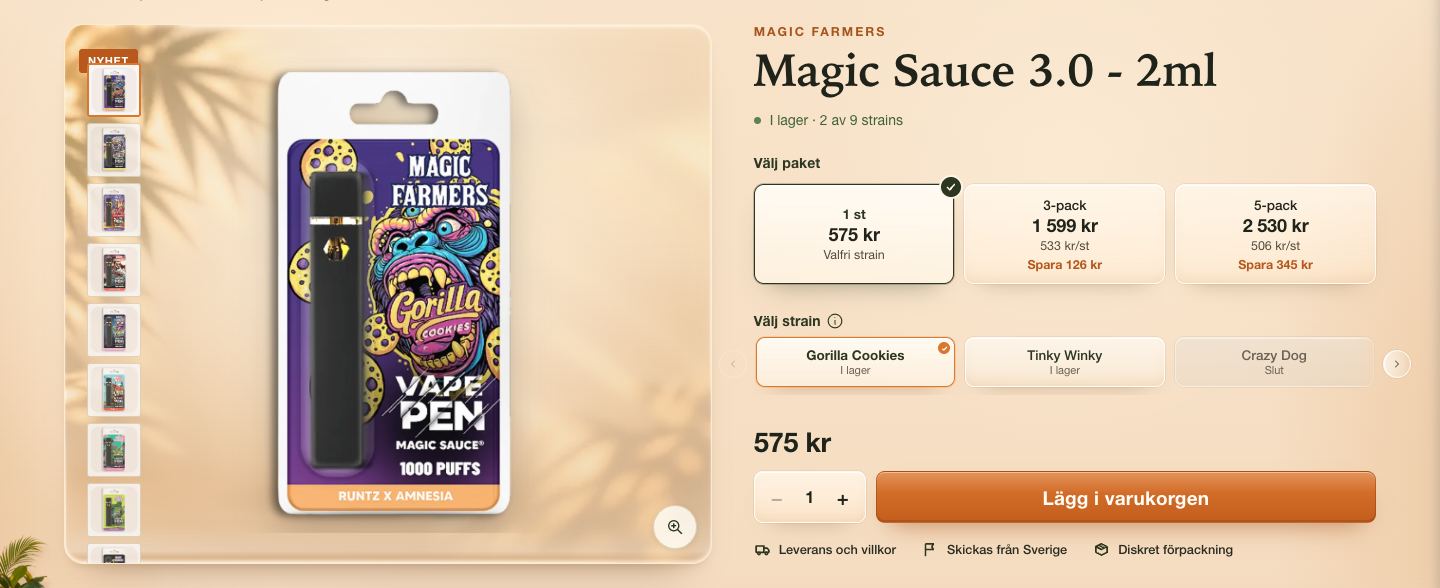 NYHET
MAGIC
FARMERS
Gorilla
COOKIES
VAPE
PEN
MAGIC SAUCE®
1000 PUFFS
RUNTZ X AMNESIA
MAGIC FARMERS
Magic Sauce 3.0 - 2ml
I lager · 2 av 9 strains
Välj paket
1 st
575 kr
Valfri strain
3-pack
1 599 kr
533 kr/st
Spara 126 kr
5-pack
2 530 kr
506 kr/st
Spara 345 kr
Välj strain
Gorilla Cookies
I lager
Tinky Winky
I lager
Crazy Dog
Slut
575 kr
1
Lägg i varukorgen
Leverans och villkor
Skickas från Sverige
Diskret förpackning